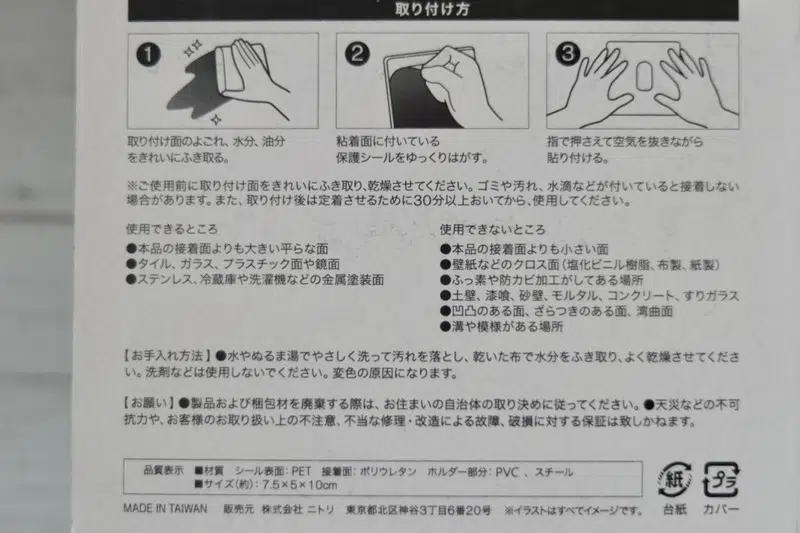 取り付け方
1
2
3
取り付け面のよごれ、水分、油分
をきれいにふき取る。
粘着面に付いている
保護シールをゆっくりはがす。
指で押さえて空気を抜きながら
貼り付ける。
※ご使用前に取り付け面をきれいにふき取り、乾燥させてください。ゴミや汚れ、水滴などが付いていると接着しない
場合があります。また、取り付け後は定着させるために30分以上おいてから、使用してください。
使用できるところ
●本品の接着面よりも大きい平らな面
●タイル、ガラス、プラスチック面や鏡面
●ステンレス、冷蔵庫や洗濯機などの金属塗装面
使用できないところ
●本品の接着面よりも小さい面
●壁紙などのクロス面(塩化ビニル樹脂、布製、紙製)
●ふっ素や防カビ加工がしてある場所
●土壁、漆喰、砂壁、モルタル、コンクリート、すりガラス
●凹凸のある面、ざらつきのある面、湾曲面
●溝や模様がある場所
【お手入れ方法】●水やぬるま湯でやさしく洗って汚れを落とし、乾いた布で水分をふき取り、よく乾燥させてくださ
い。洗剤などは使用しないでください。変色の原因になります。
【お願い】●製品および梱包材を廃棄する際は、お住まいの自治体の取り決めに従ってください。●天災などの不可
抗力や、お客様のお取り扱い上の不注意、不当な修理・改造による故障、破損に対する保証は致しかねます。
品質表示 ■材質 シール表面:PET 接着面:ポリウレタン ホルダー部分:PVC、スチール
■サイズ(約):7.5×5×10cm
紙
プラ
台紙
カバー
MADE IN TAIWAN 販売元 株式会社 ニトリ 東京都北区神谷3丁目6番20号 ※イラストはすべてイメージです。